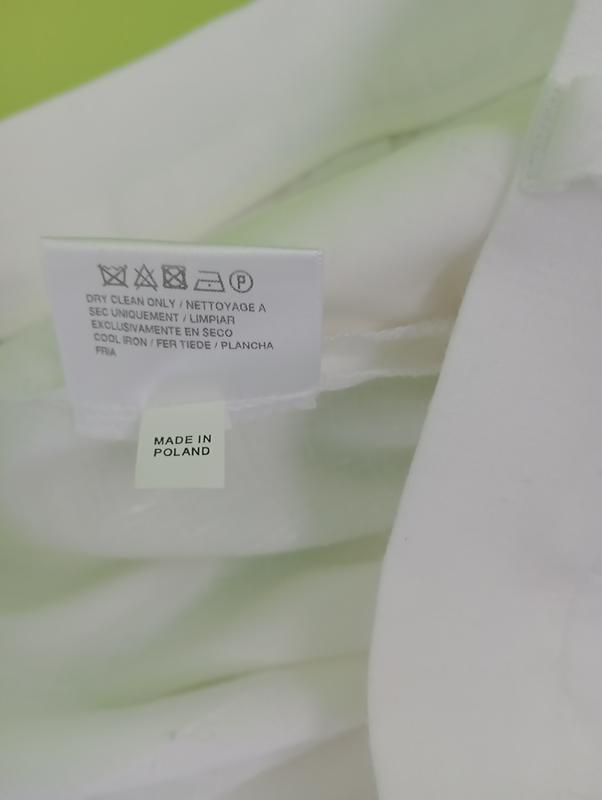 P
DRY CLEAN ONLY / NETTOYAGE A
SEC UNIQUEMENT / LIMPIAR
EXCLUSIVAMENTE EN SECO
COOL IRON / FER TIEDE / PLANCHA
FRIA
MADE IN
POLAND